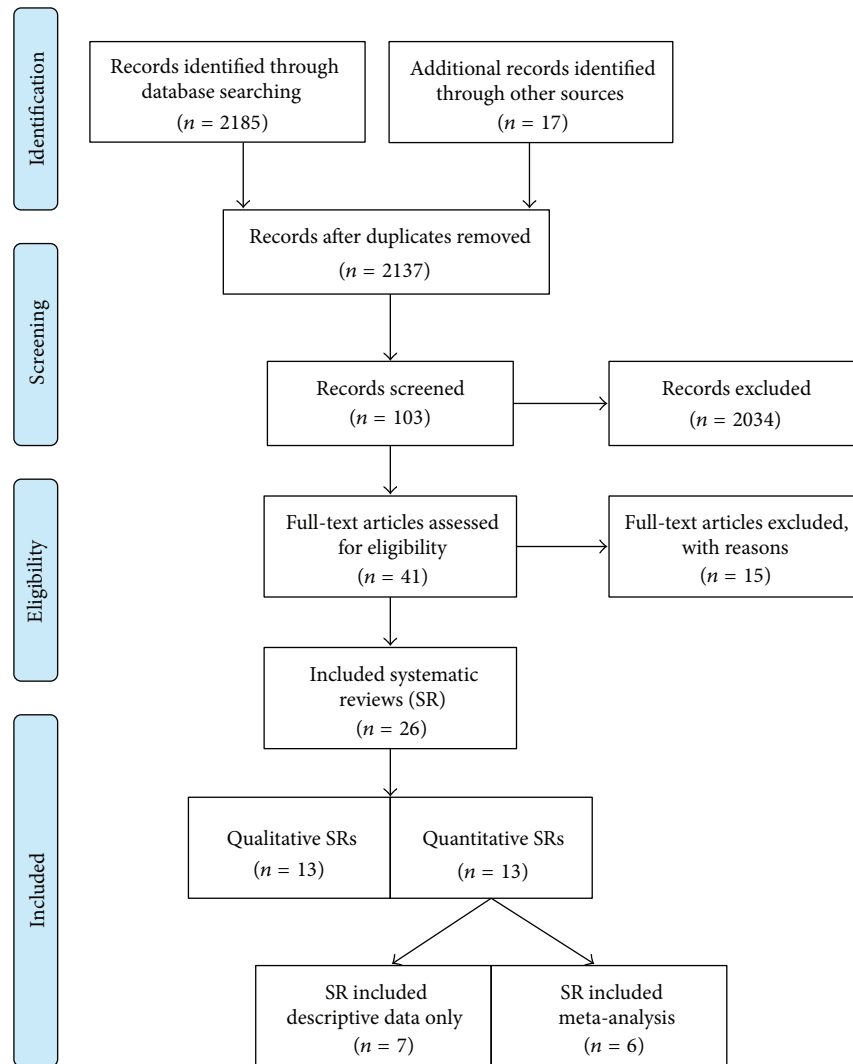 Identification
Records identified through
database searching
(n = 2185)
Additional records identified
through other sources
(n = 17)
Records after duplicates removed
(n = 2137)
Screening
Records screened
(n = 103)
Records excluded
(n = 2034)
Eligibility
Full-text articles assessed
for eligibility
(n = 41)
Full-text articles excluded,
with reasons
(n = 15)
Included systematic
reviews (SR)
(n = 26)
Included
Qualitative SRs
(n = 13)
Quantitative SRs
(n = 13)
SR included
descriptive data only
(n = 7)
SR included
meta-analysis
(n = 6)